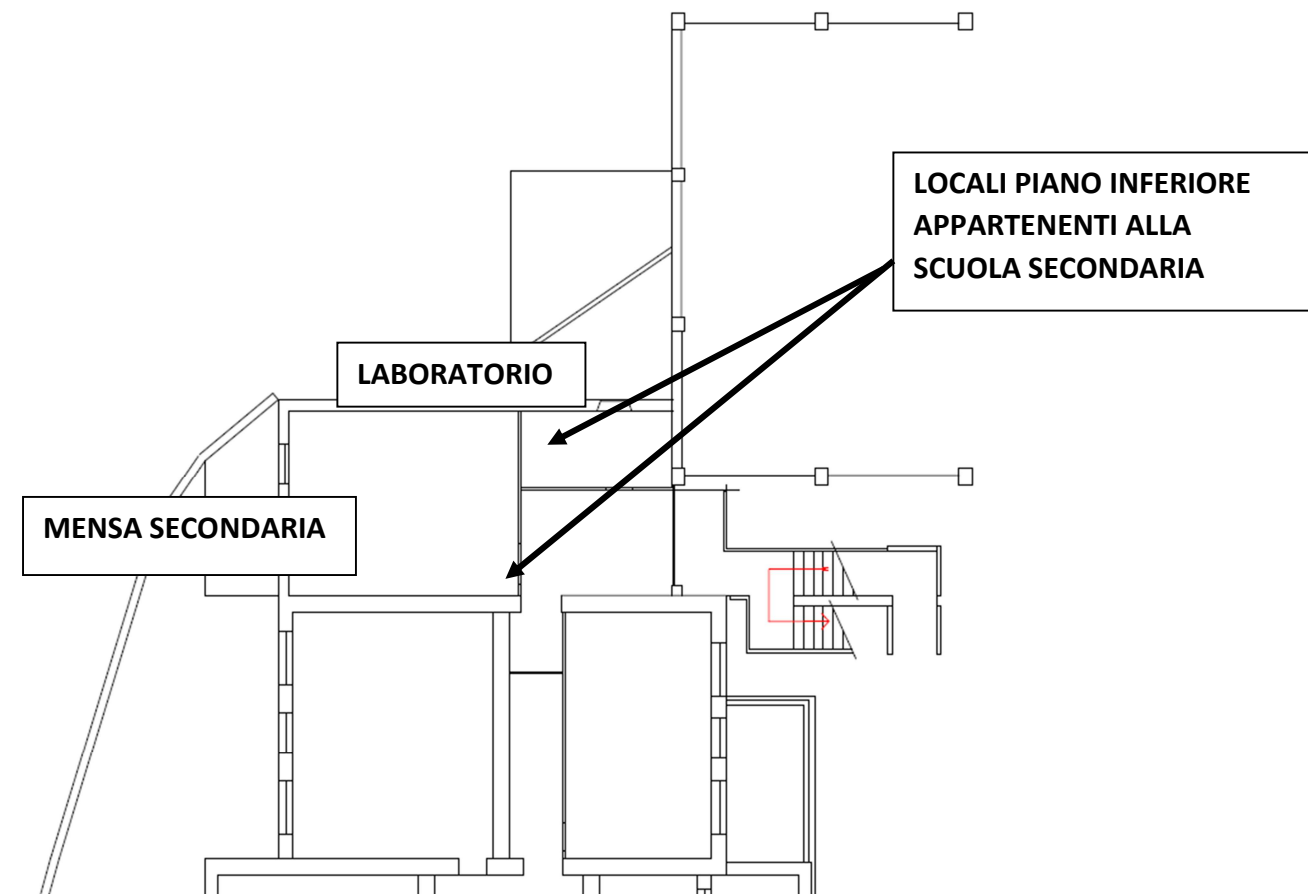 LOCALI PIANO INFERIORE
APPARTENENTI ALLA
SCUOLA SECONDARIA
LABORATORIO
MENSA SECONDARIA